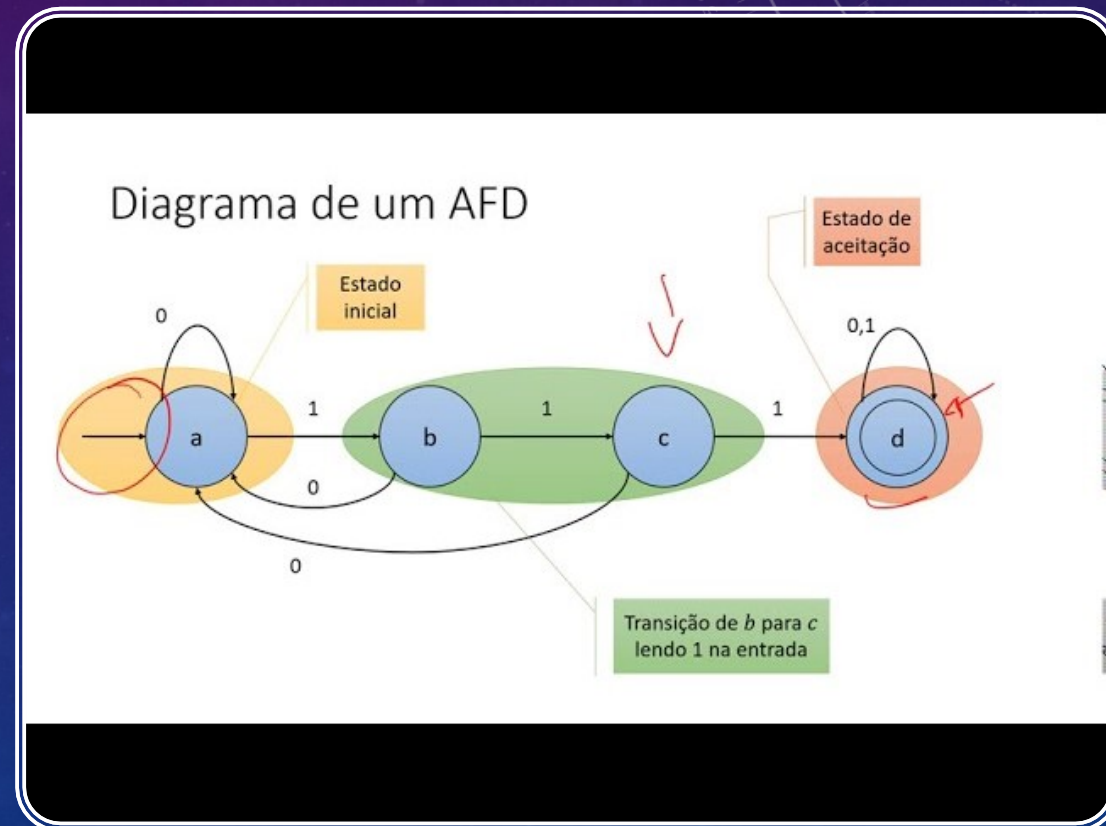 Diagrama de um AFD
Estado de
aceitação
Estado
inicial
0
0,1
1
1
1
a
b
c
d
0
0
Transição de b para c
lendo 1 na entrada